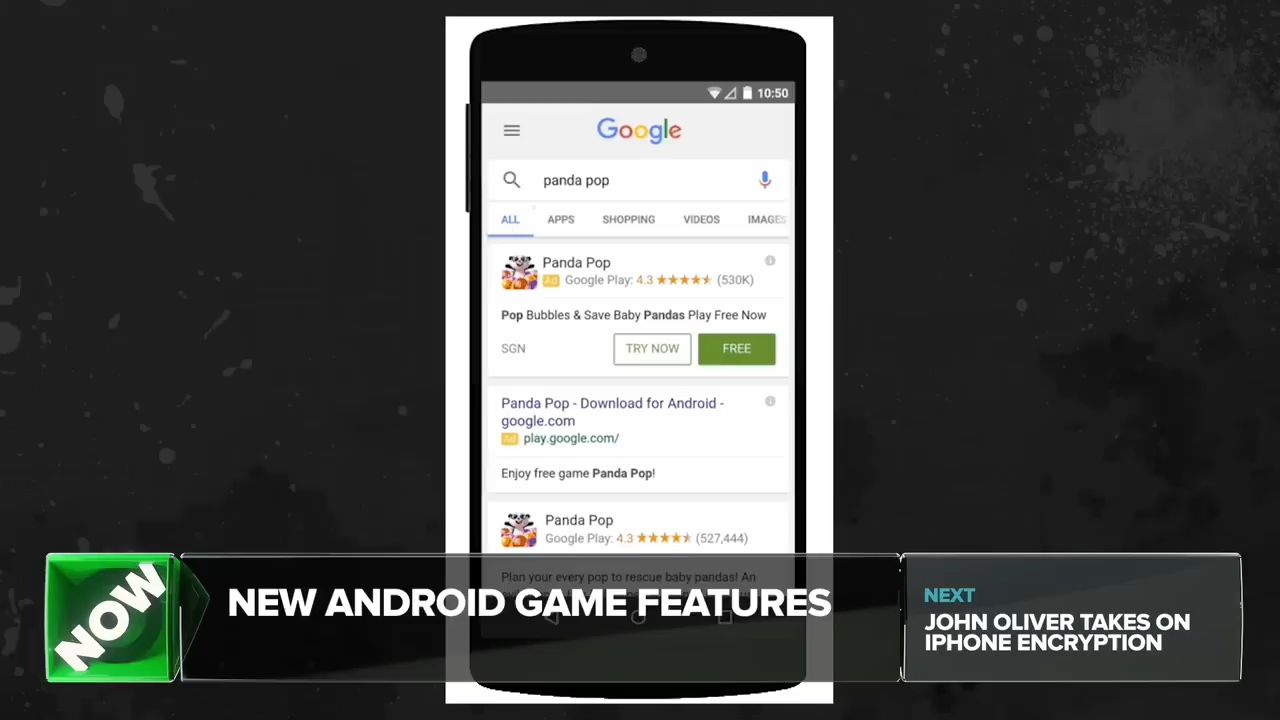 10:50
Google
panda pop
ALL APPS SHOPPING VIDEOS IMAGES
Panda Pop
Ad Google Play: 4.3 (530K)
Pop Bubbles & Save Baby Pandas Play Free Now
SGN TRY NOW FREE
Panda Pop - Download for Android -
google.com
Ad play.google.com/
Enjoy free game Panda Pop!
Panda Pop
Google Play: 4.3 (527,444)
Plan your every pop to rescue baby pandas! An
NOW
NEW ANDROID GAME FEATURES
NEXT
JOHN OLIVER TAKES ON
IPHONE ENCRYPTION